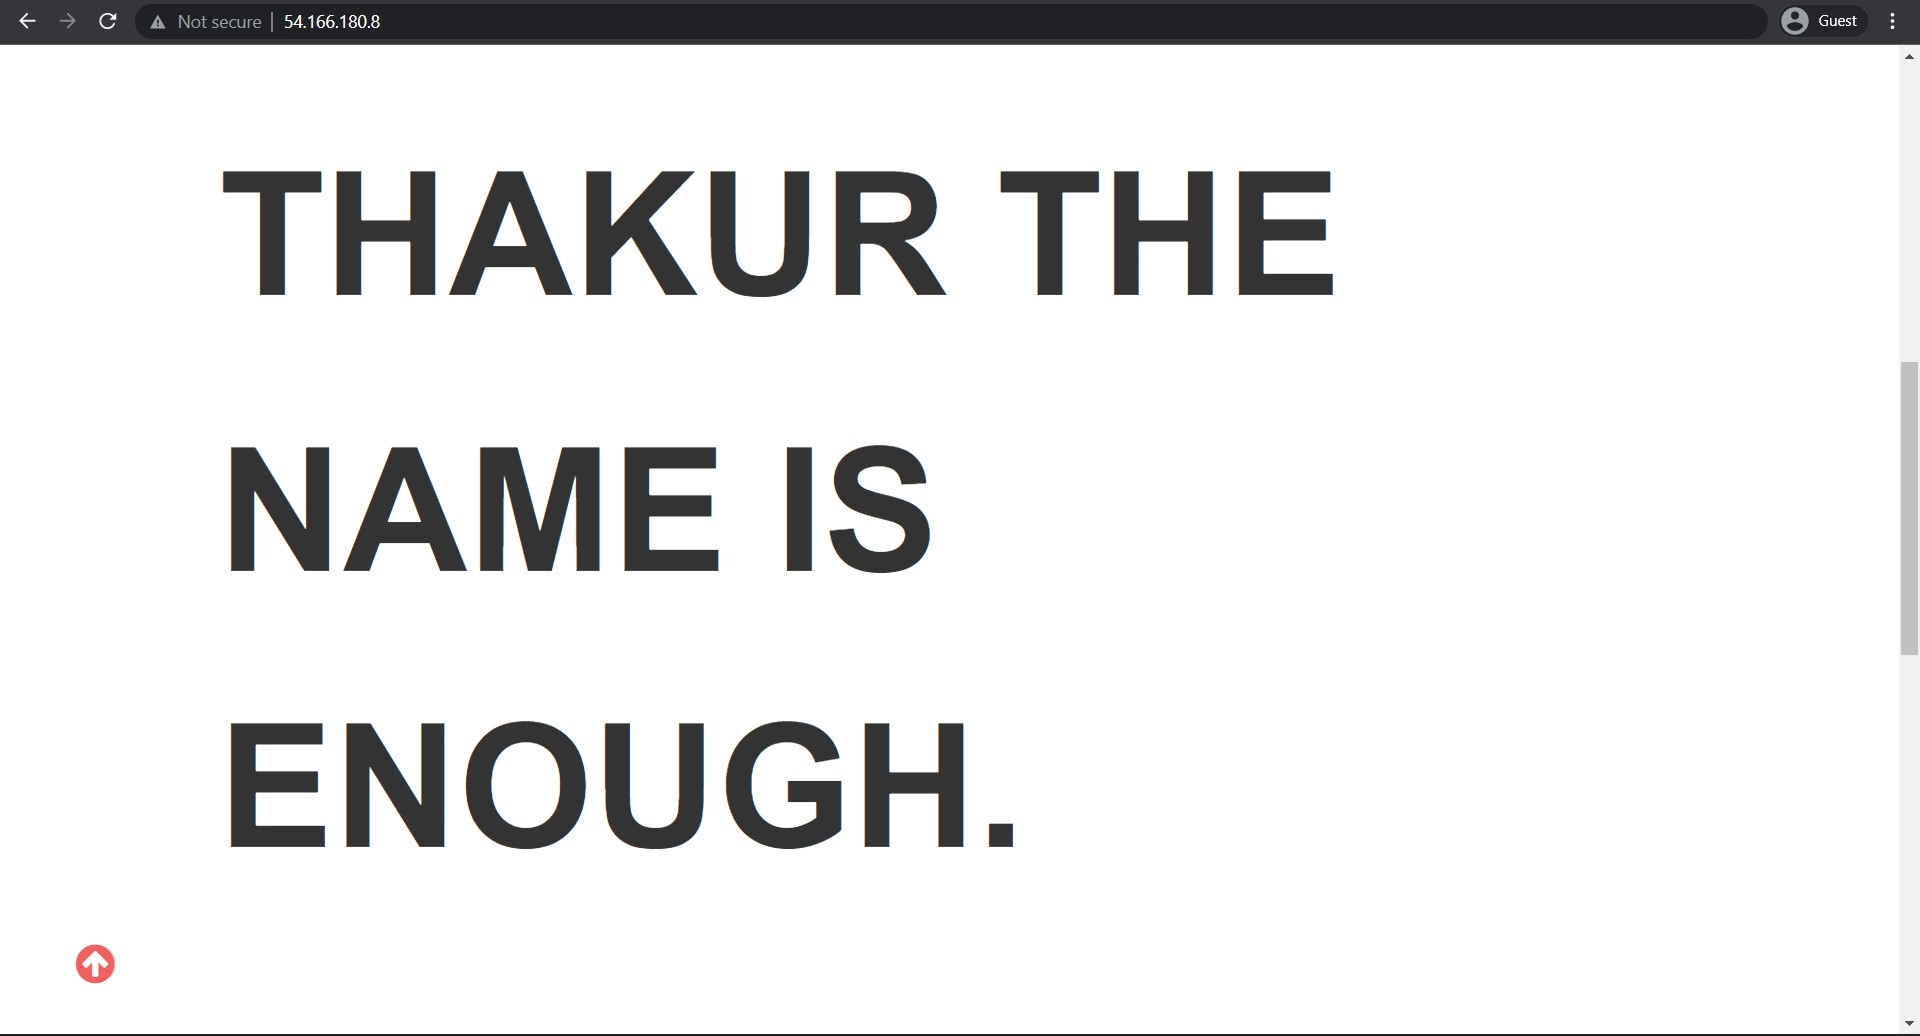 Not secure | 54.166.180.8 Guest
THAKUR THE
NAME IS
ENOUGH.